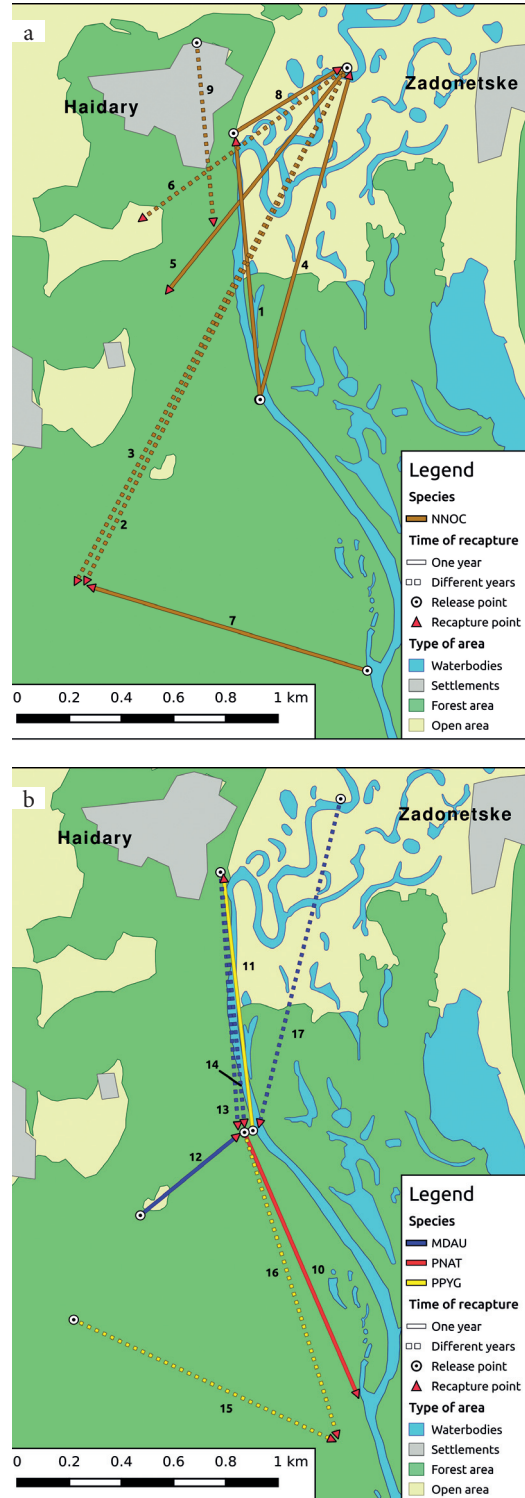 a
Haidary
Zadonetske
9
8
6
5
4
1
3
2
7
Legend
Species
NNOC
Time of recapture
One year
Different years
Release point
Recapture point
Type of area
Waterbodies
Settlements
Forest area
Open area
0 0.2 0.4 0.6 0.8 1 km
b
Haidary
Zadonetske
11
17
14
13
12
16
10
15
Legend
Species
MDAU
PNAT
PPYG
Time of recapture
One year
Different years
Release point
Recapture point
Type of area
Waterbodies
Settlements
Forest area
Open area
0 0.2 0.4 0.6 0.8 1 km